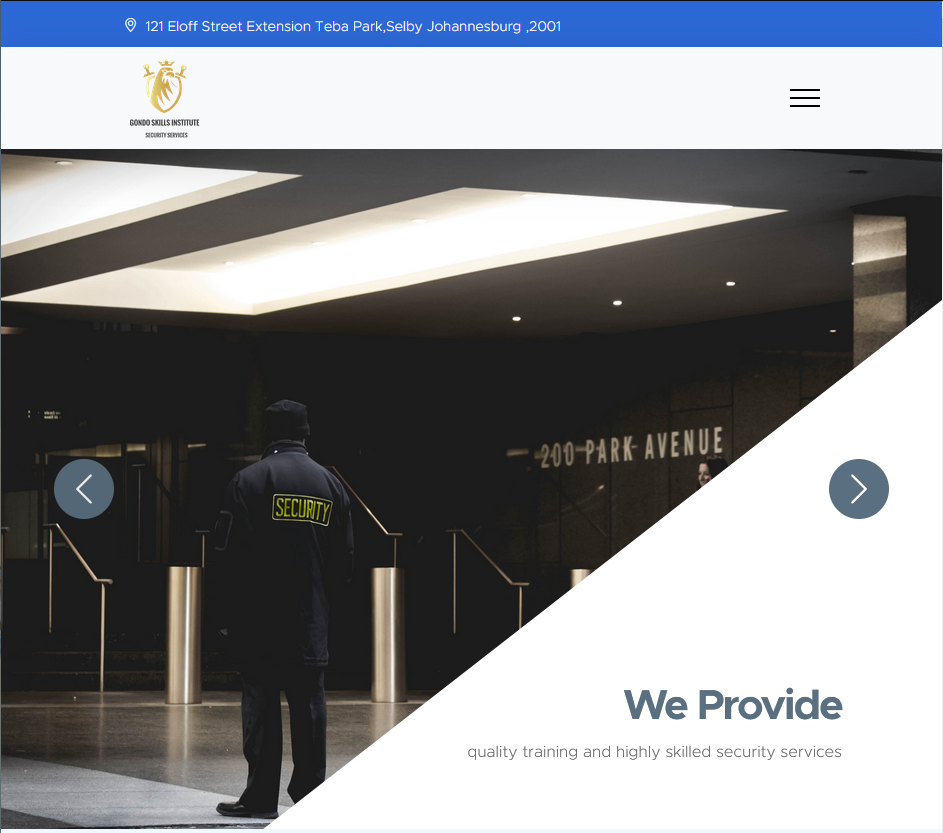 121 Eloff Street Extension Teba Park,Selby Johannesburg ,2001
GONDO SKILLS INSTITUTE
SECURITY SERVICES
200 PARK AVENUE
SECURITY
We Provide
quality training and highly skilled security services